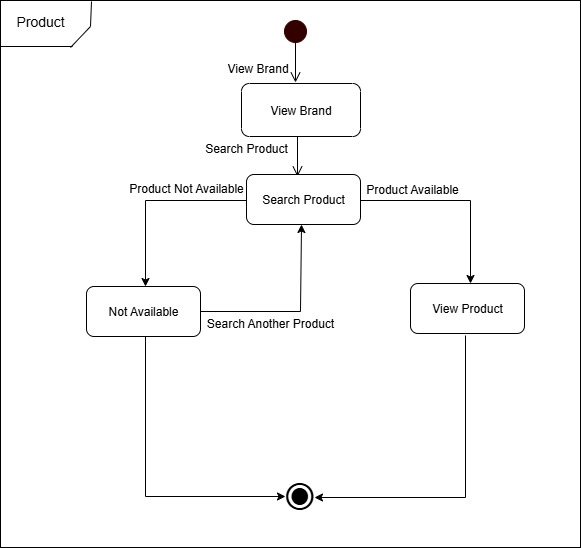 Product
View Brand
View Brand
Search Product
Product Not Available
Product Available
Search Product
Not Available
View Product
Search Another Product